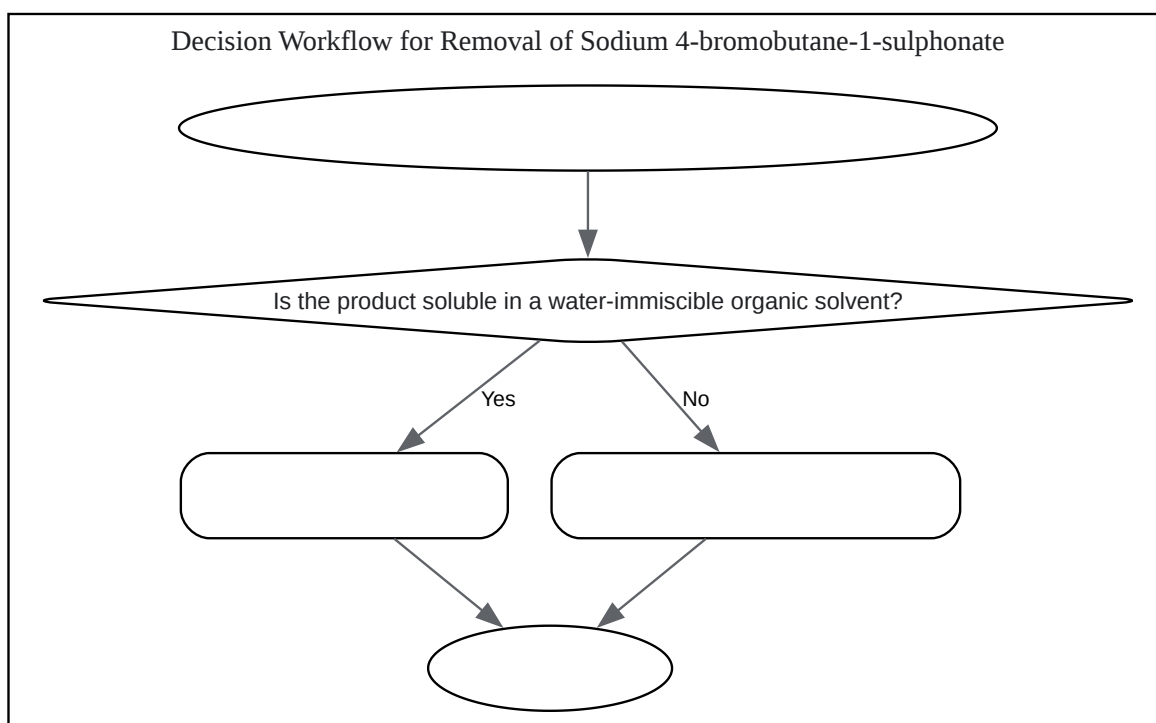 Decision Workflow for Removal of Sodium 4-bromobutane-1-sulphonate
Is the product soluble in a water-immiscible organic solvent?
Yes
No